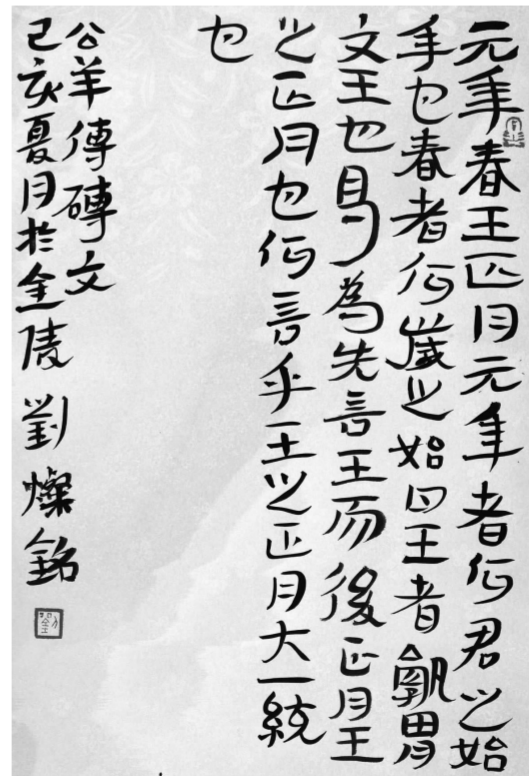 元年春王正月元年者何君之始
年也春者何歲之始也王者孰胃
文王也曷為先言王而後正月王
之正月也何言乎王之正月大一統
也
公羊傳磚文
己亥夏月於金陵 劉燦銘